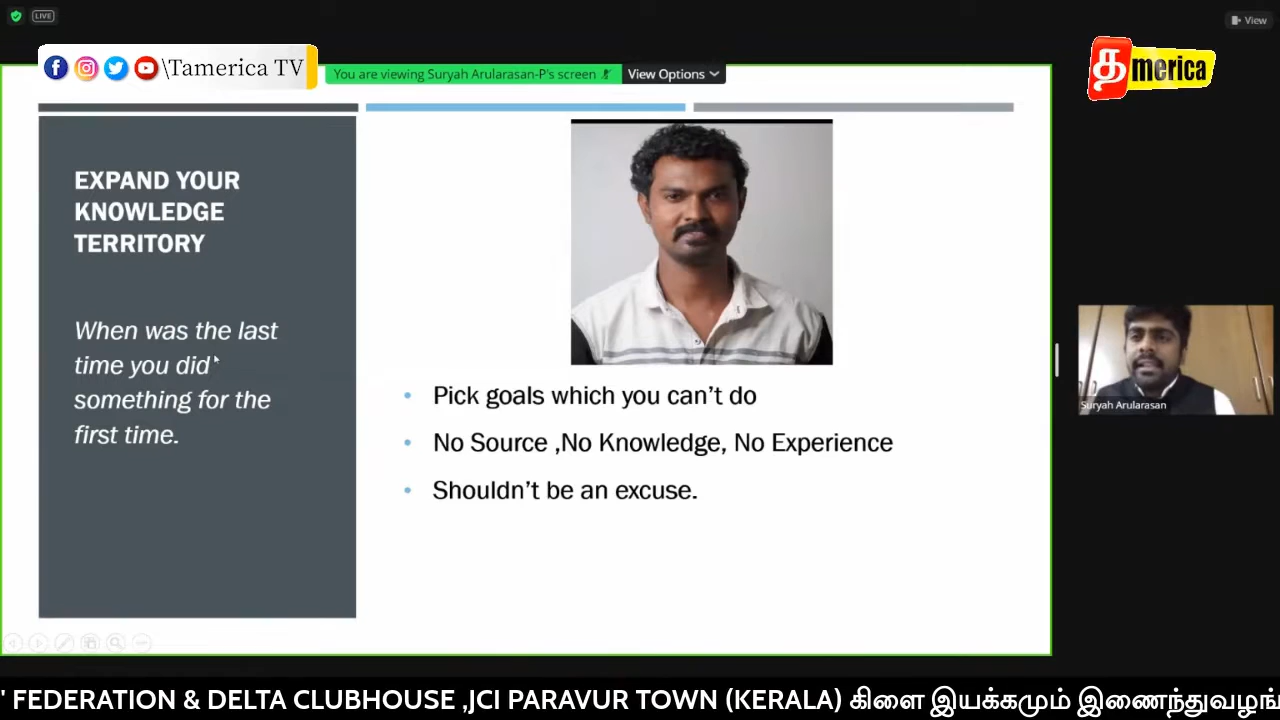 LIVE
View
\Tamerica TV
You are viewing Suryah Arularasan-P's screen
View Options
தmerica
EXPAND YOUR
KNOWLEDGE
TERRITORY
When was the last
time you did
something for the
first time.
• Pick goals which you can't do
• No Source ,No Knowledge, No Experience
• Shouldn't be an excuse.
Suryah Arularasan
' FEDERATION & DELTA CLUBHOUSE ,JCI PARAVUR TOWN (KERALA) கிளை இயக்கமும் இணைந்துவழங்